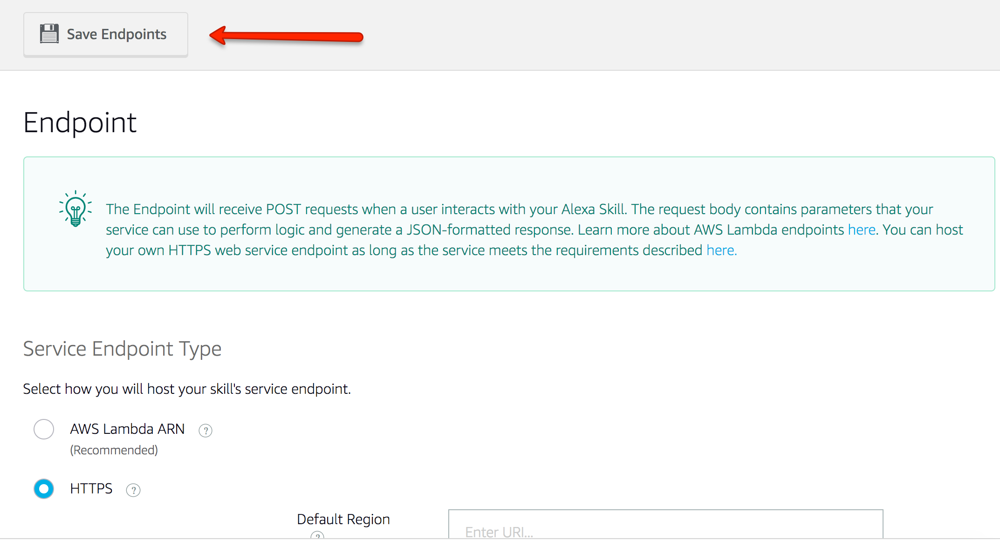 Save Endpoints
Endpoint
The Endpoint will receive POST requests when a user interacts with your Alexa Skill. The request body contains parameters that your
service can use to perform logic and generate a JSON-formatted response. Learn more about AWS Lambda endpoints here. You can host
your own HTTPS web service endpoint as long as the service meets the requirements described here.
Service Endpoint Type
Select how you will host your skill's service endpoint.
AWS Lambda ARN ?
(Recommended)
HTTPS ?
Default Region
?
Enter URI...